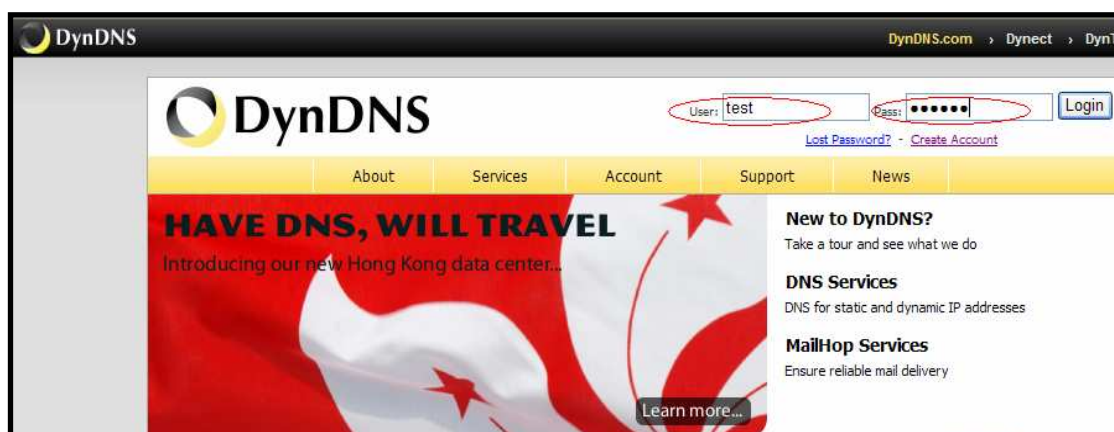 DynDNS
DynDNS.com › Dynect ›
DynDNS
User: test Pass: •••••• Login
Lost Password? - Create Account
About Services Account Support News
HAVE DNS, WILL TRAVEL
Introducing our new Hong Kong data center...
Learn more...
New to DynDNS?
Take a tour and see what we do
DNS Services
DNS for static and dynamic IP addresses
MailHop Services
Ensure reliable mail delivery